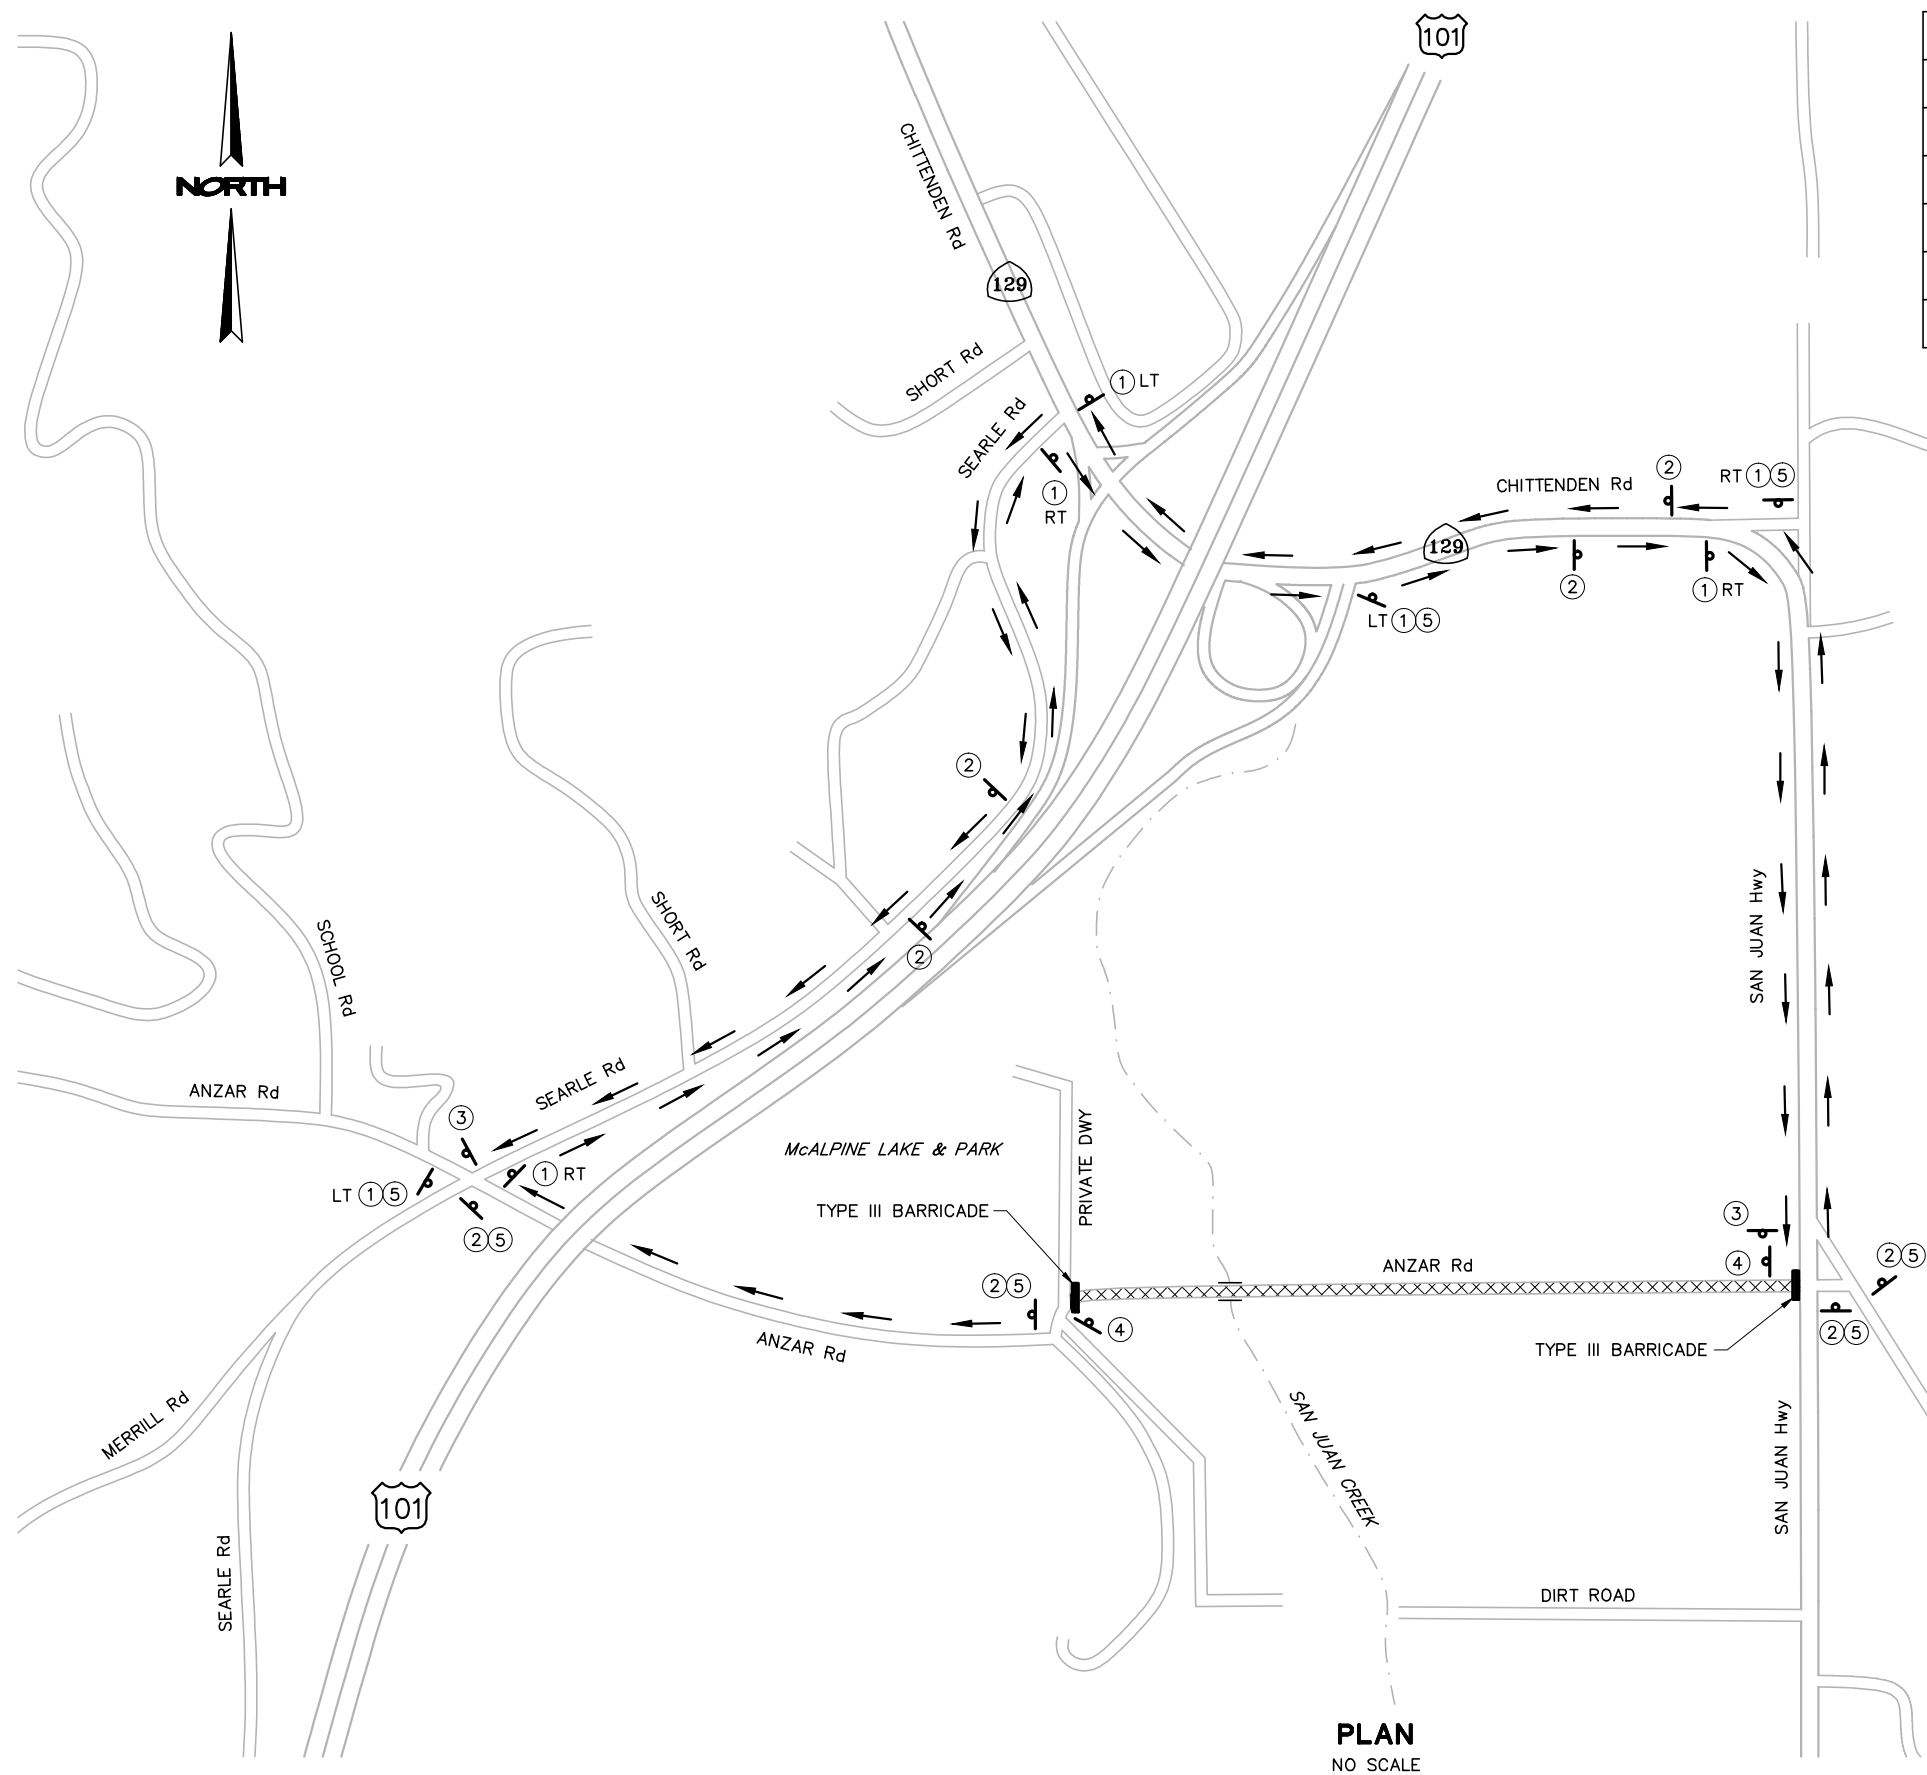 101
NORTH
CHITTENDEN Rd
129
SHORT Rd
1 LT
SEARLE Rd
1
RT
CHITTENDEN Rd
2
RT 1 5
129
2
1 RT
LT 1 5
2
2
SAN JUAN Hwy
SHORT Rd
SCHOOL Rd
ANZAR Rd
SEARLE Rd
3
LT 1 5
1 RT
2 5
McALPINE LAKE & PARK
PRIVATE DWY
TYPE III BARRICADE
2 5
4
ANZAR Rd
ANZAR Rd
3
4
2 5
2 5
TYPE III BARRICADE
MERRILL Rd
SAN JUAN CREEK
SAN JUAN Hwy
101
SEARLE Rd
DIRT ROAD
PLAN
NO SCALE